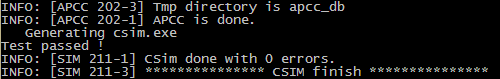 INFO: [APCC 202-3] Tmp directory is apcc_db
INFO: [APCC 202-1] APCC is done.
Generating csim.exe
Test passed !
INFO: [SIM 211-1] CSim done with 0 errors.
INFO: [SIM 211-3] *************** CSIM finish ***************